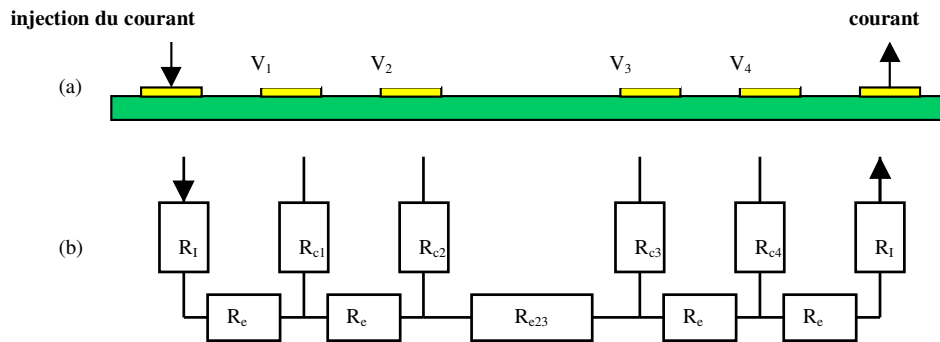 injection du courant courant
V1 V2 V3 V4
(a)
(b) RI Rc1 Rc2 Rc3 Rc4 RI
Re Re Re23 Re Re